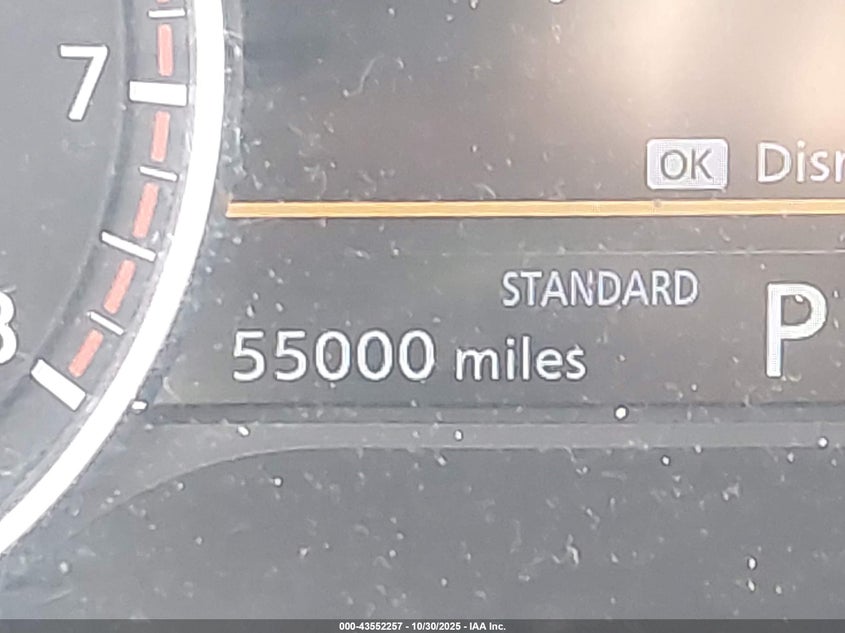 7
OK
STANDARD
P
55000 miles
000-43552257 - 10/30/2025 - IAA Inc.